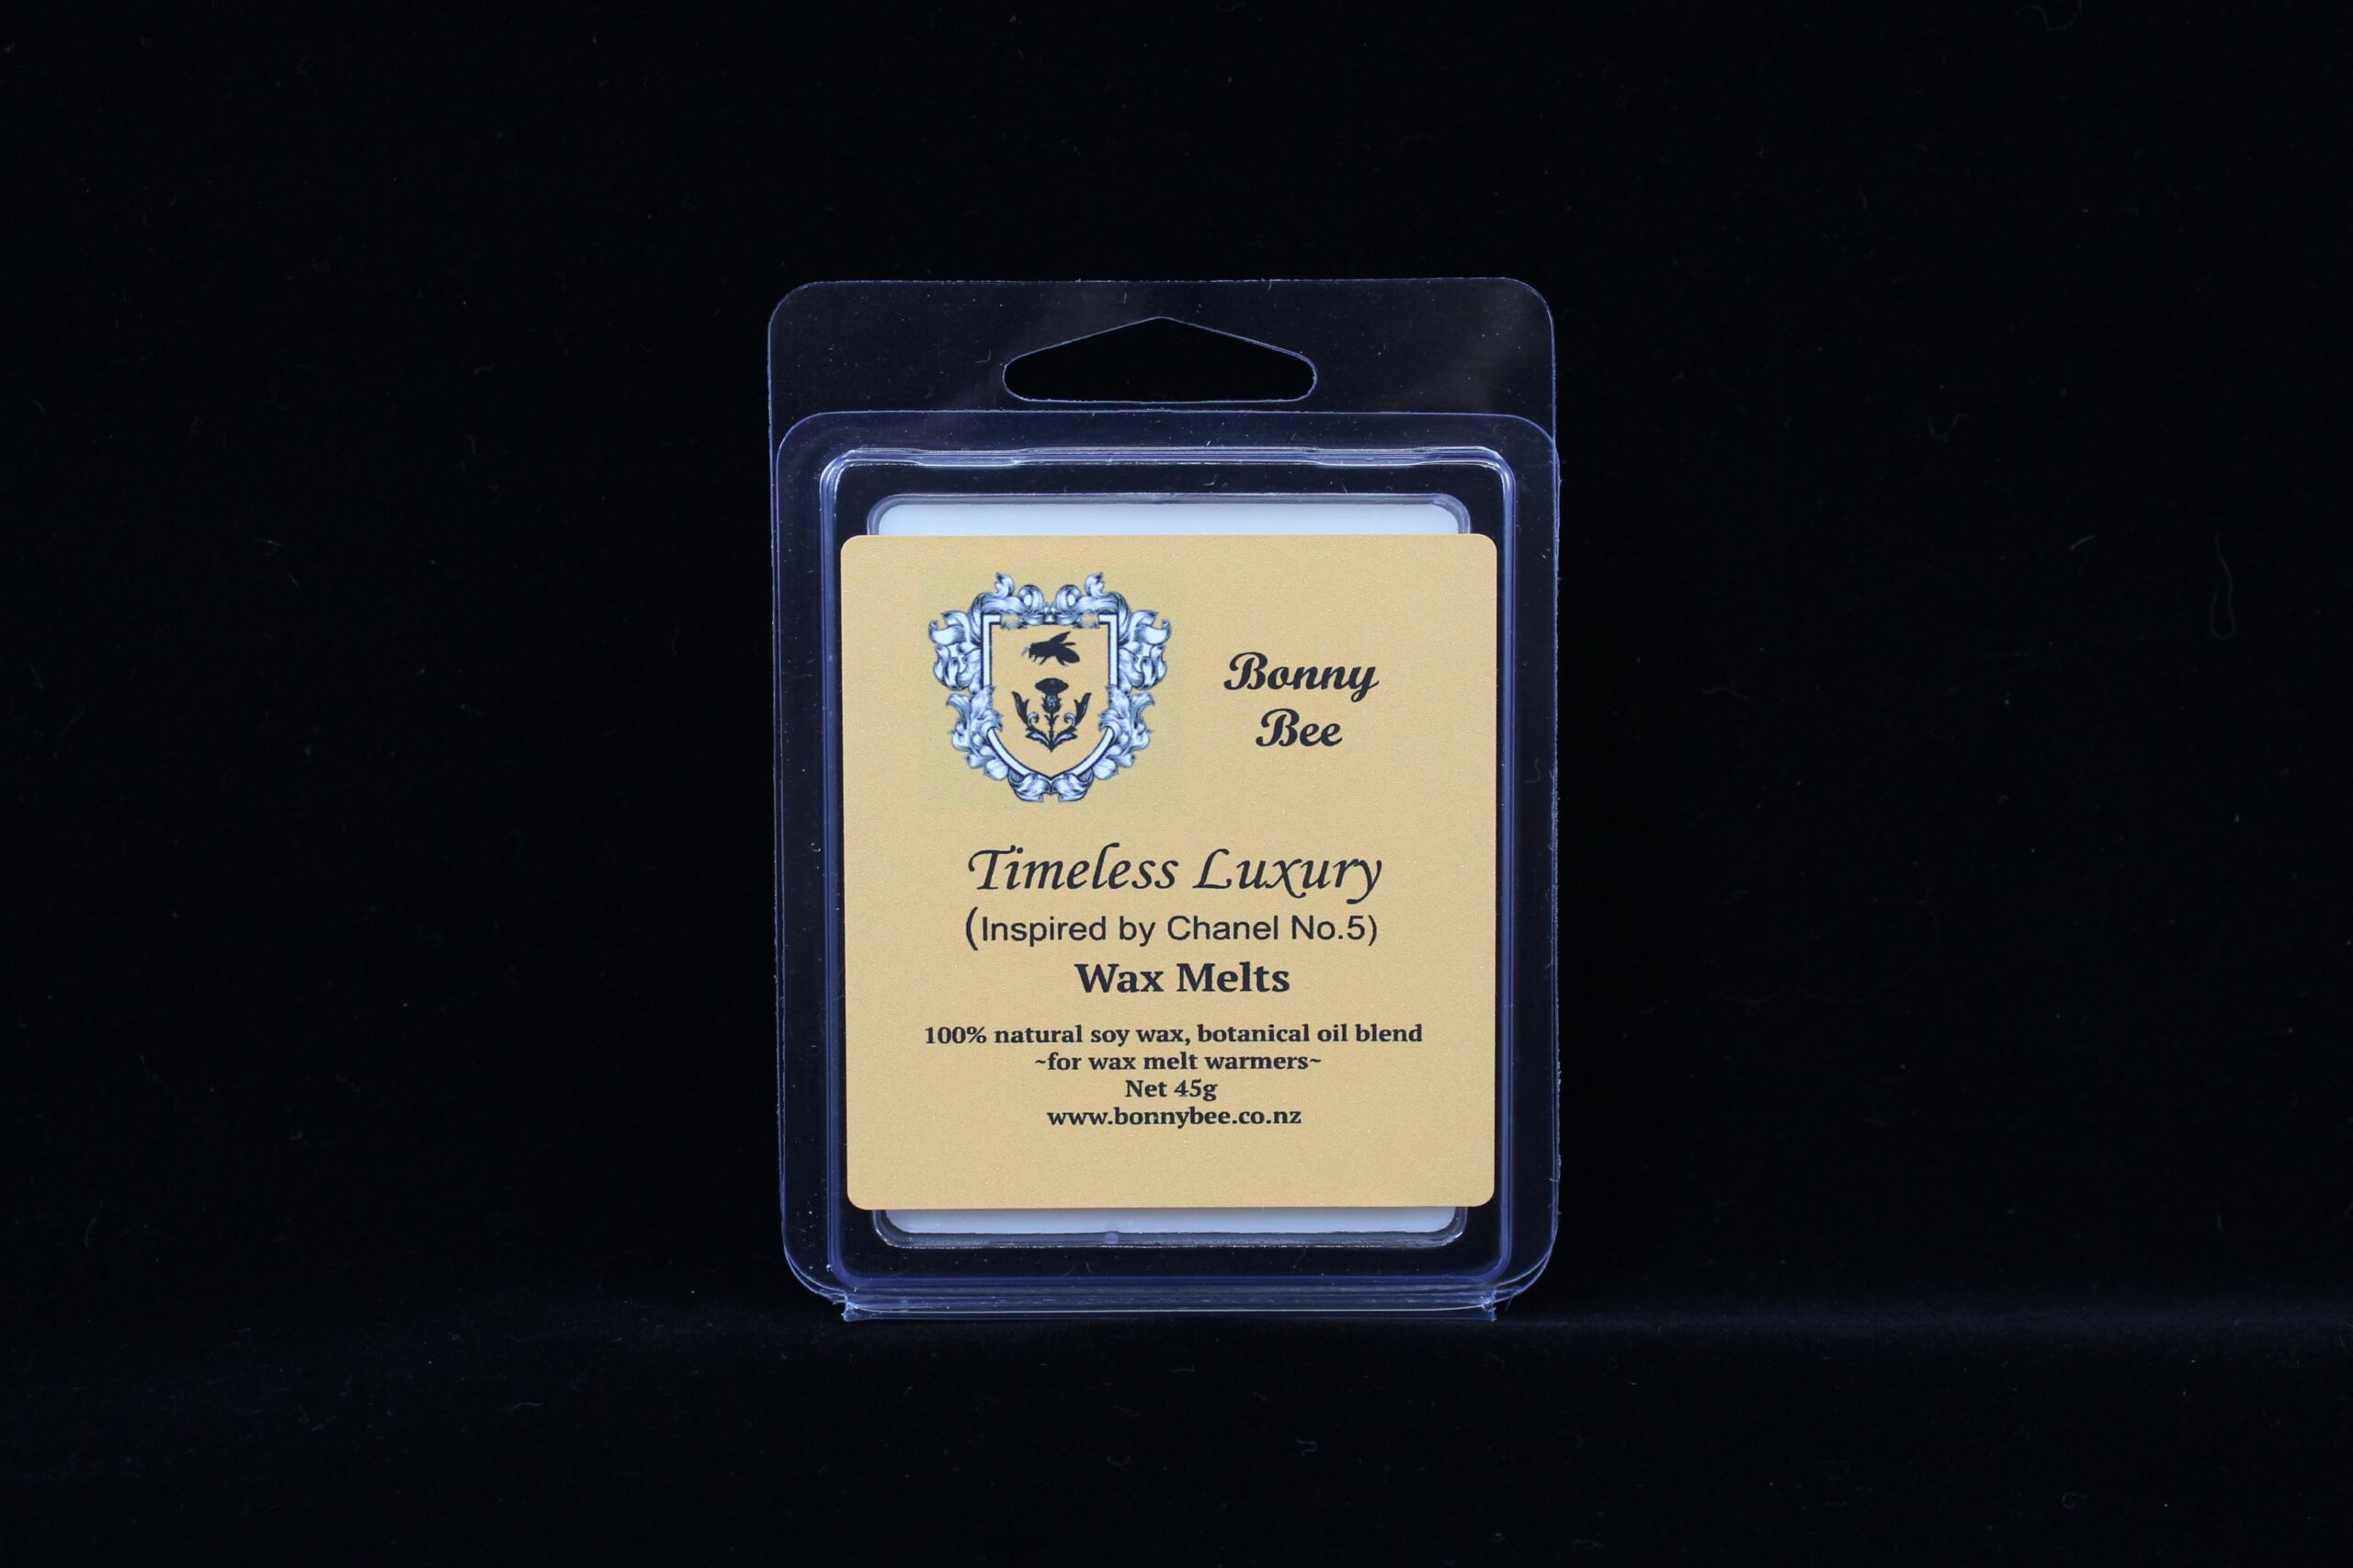 Bonny
Bee
Timeless Luxury
(Inspired by Chanel No.5)
Wax Melts
100% natural soy wax, botanical oil blend
~for wax melt warmers~
Net 45g
www.bonnybee.co.nz